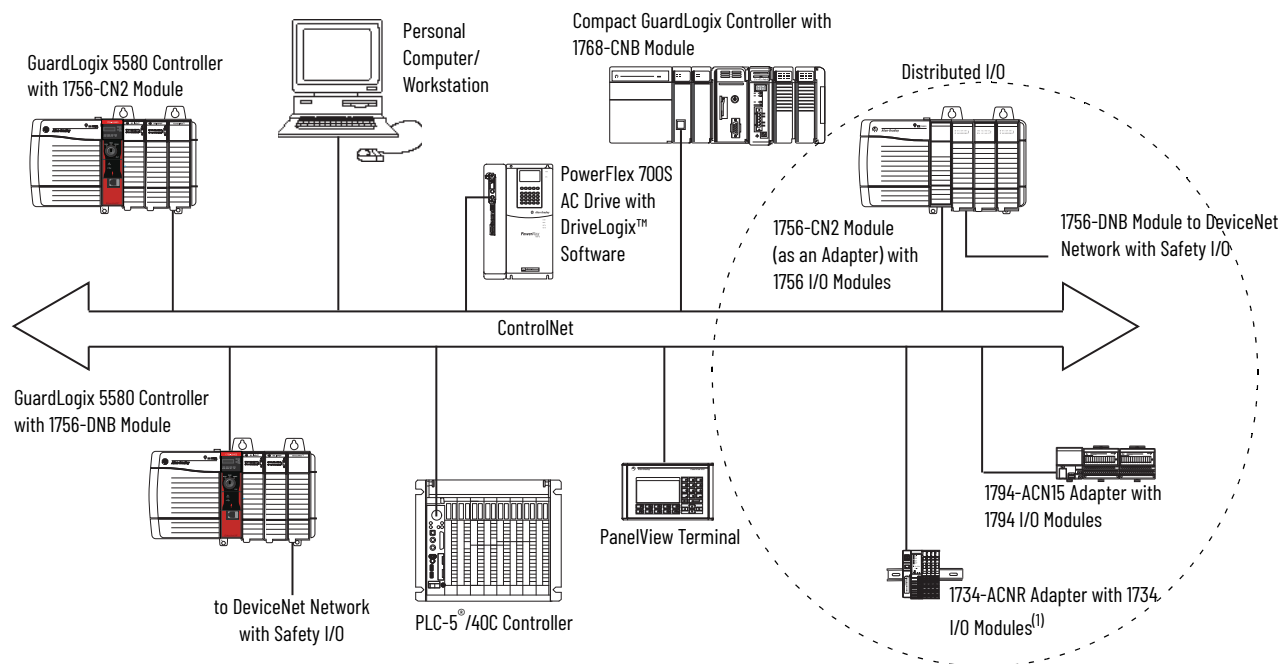 GuardLogix 5580 Controller
with 1756-CN2 Module
Personal
Computer/
Workstation
Compact GuardLogix Controller with
1768-CNB Module
Distributed I/O
PowerFlex 700S
AC Drive with
DriveLogix™
Software
1756-CN2 Module
(as an Adapter) with
1756 I/O Modules
1756-DNB Module to DeviceNet
Network with Safety I/O
ControlNet
GuardLogix 5580 Controller
with 1756-DNB Module
to DeviceNet Network
with Safety I/O
PLC-5®/40C Controller
PanelView Terminal
1794-ACN15 Adapter with
1794 I/O Modules
1734-ACNR Adapter with 1734
I/O Modules(1)